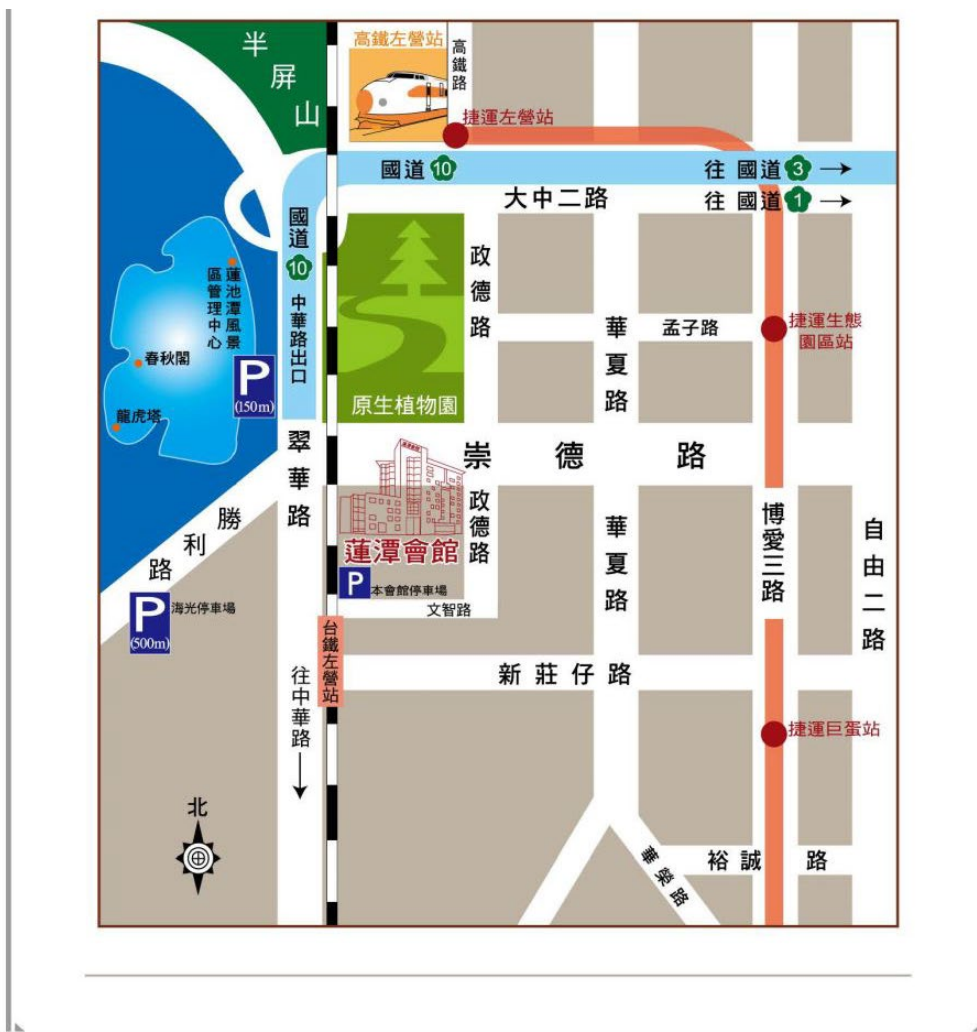 半屏山
高鐵左營站
高鐵路
捷運左營站
國道 10
往 國道 3
大中二路
往 國道 1
國道 10 中華路出口
政德路
蓮池潭風景
區管理中心
春秋閣
龍虎塔
P
(150m)
原生植物園
華夏路
孟子路
捷運生態
園區站
翠華路
崇德路
勝利路
蓮潭會館
P 本會館停車場
政德路
文智路
華夏路
博愛三路
自由二路
P
(500m)
海光停車場
台鐵左營站
往中華路
新莊仔路
捷運巨蛋站
北
華榮路
裕誠路